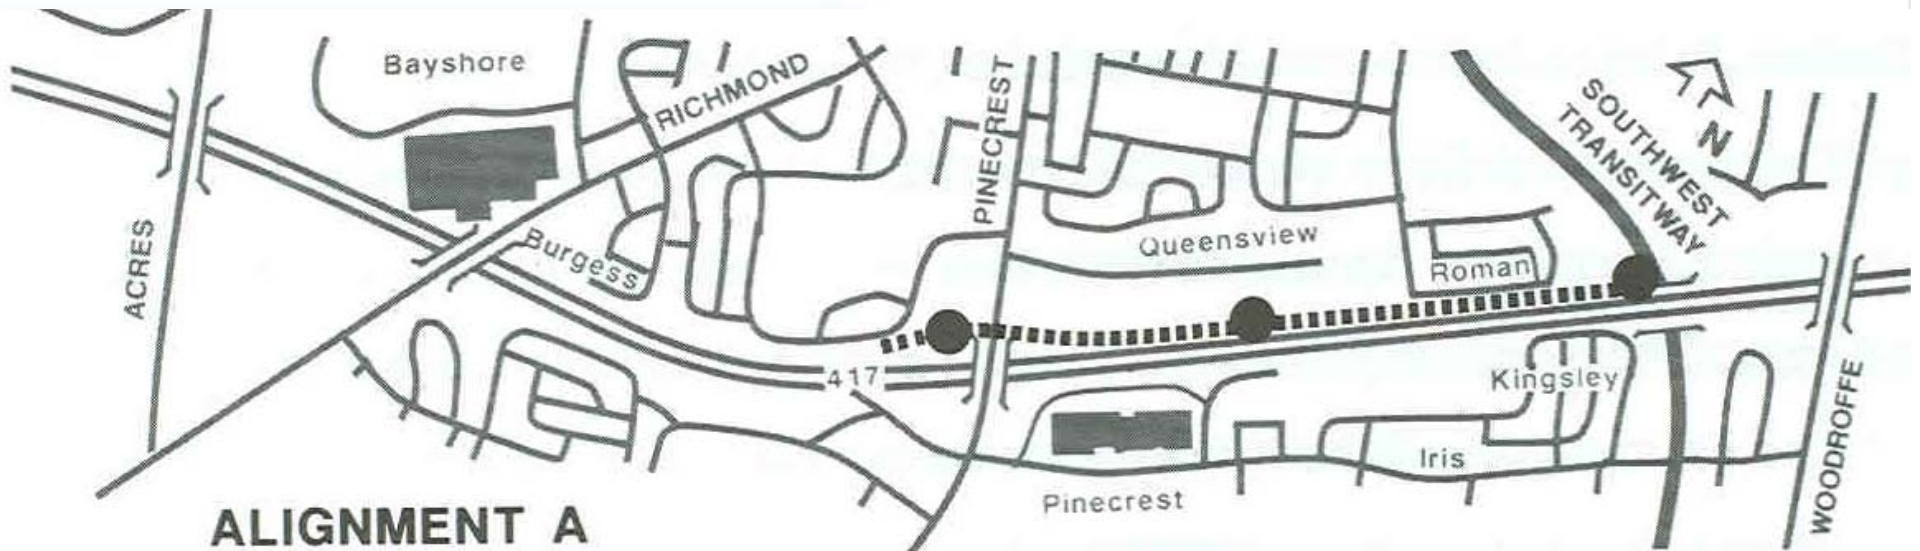 Bayshore
RICHMOND
PINECREST
SOUTHWEST
TRANSITWAY
N
ACRES
Burgess
Queensview
Roman
417
Kingsley
Iris
Pinecrest
WOODROFFE
ALIGNMENT A